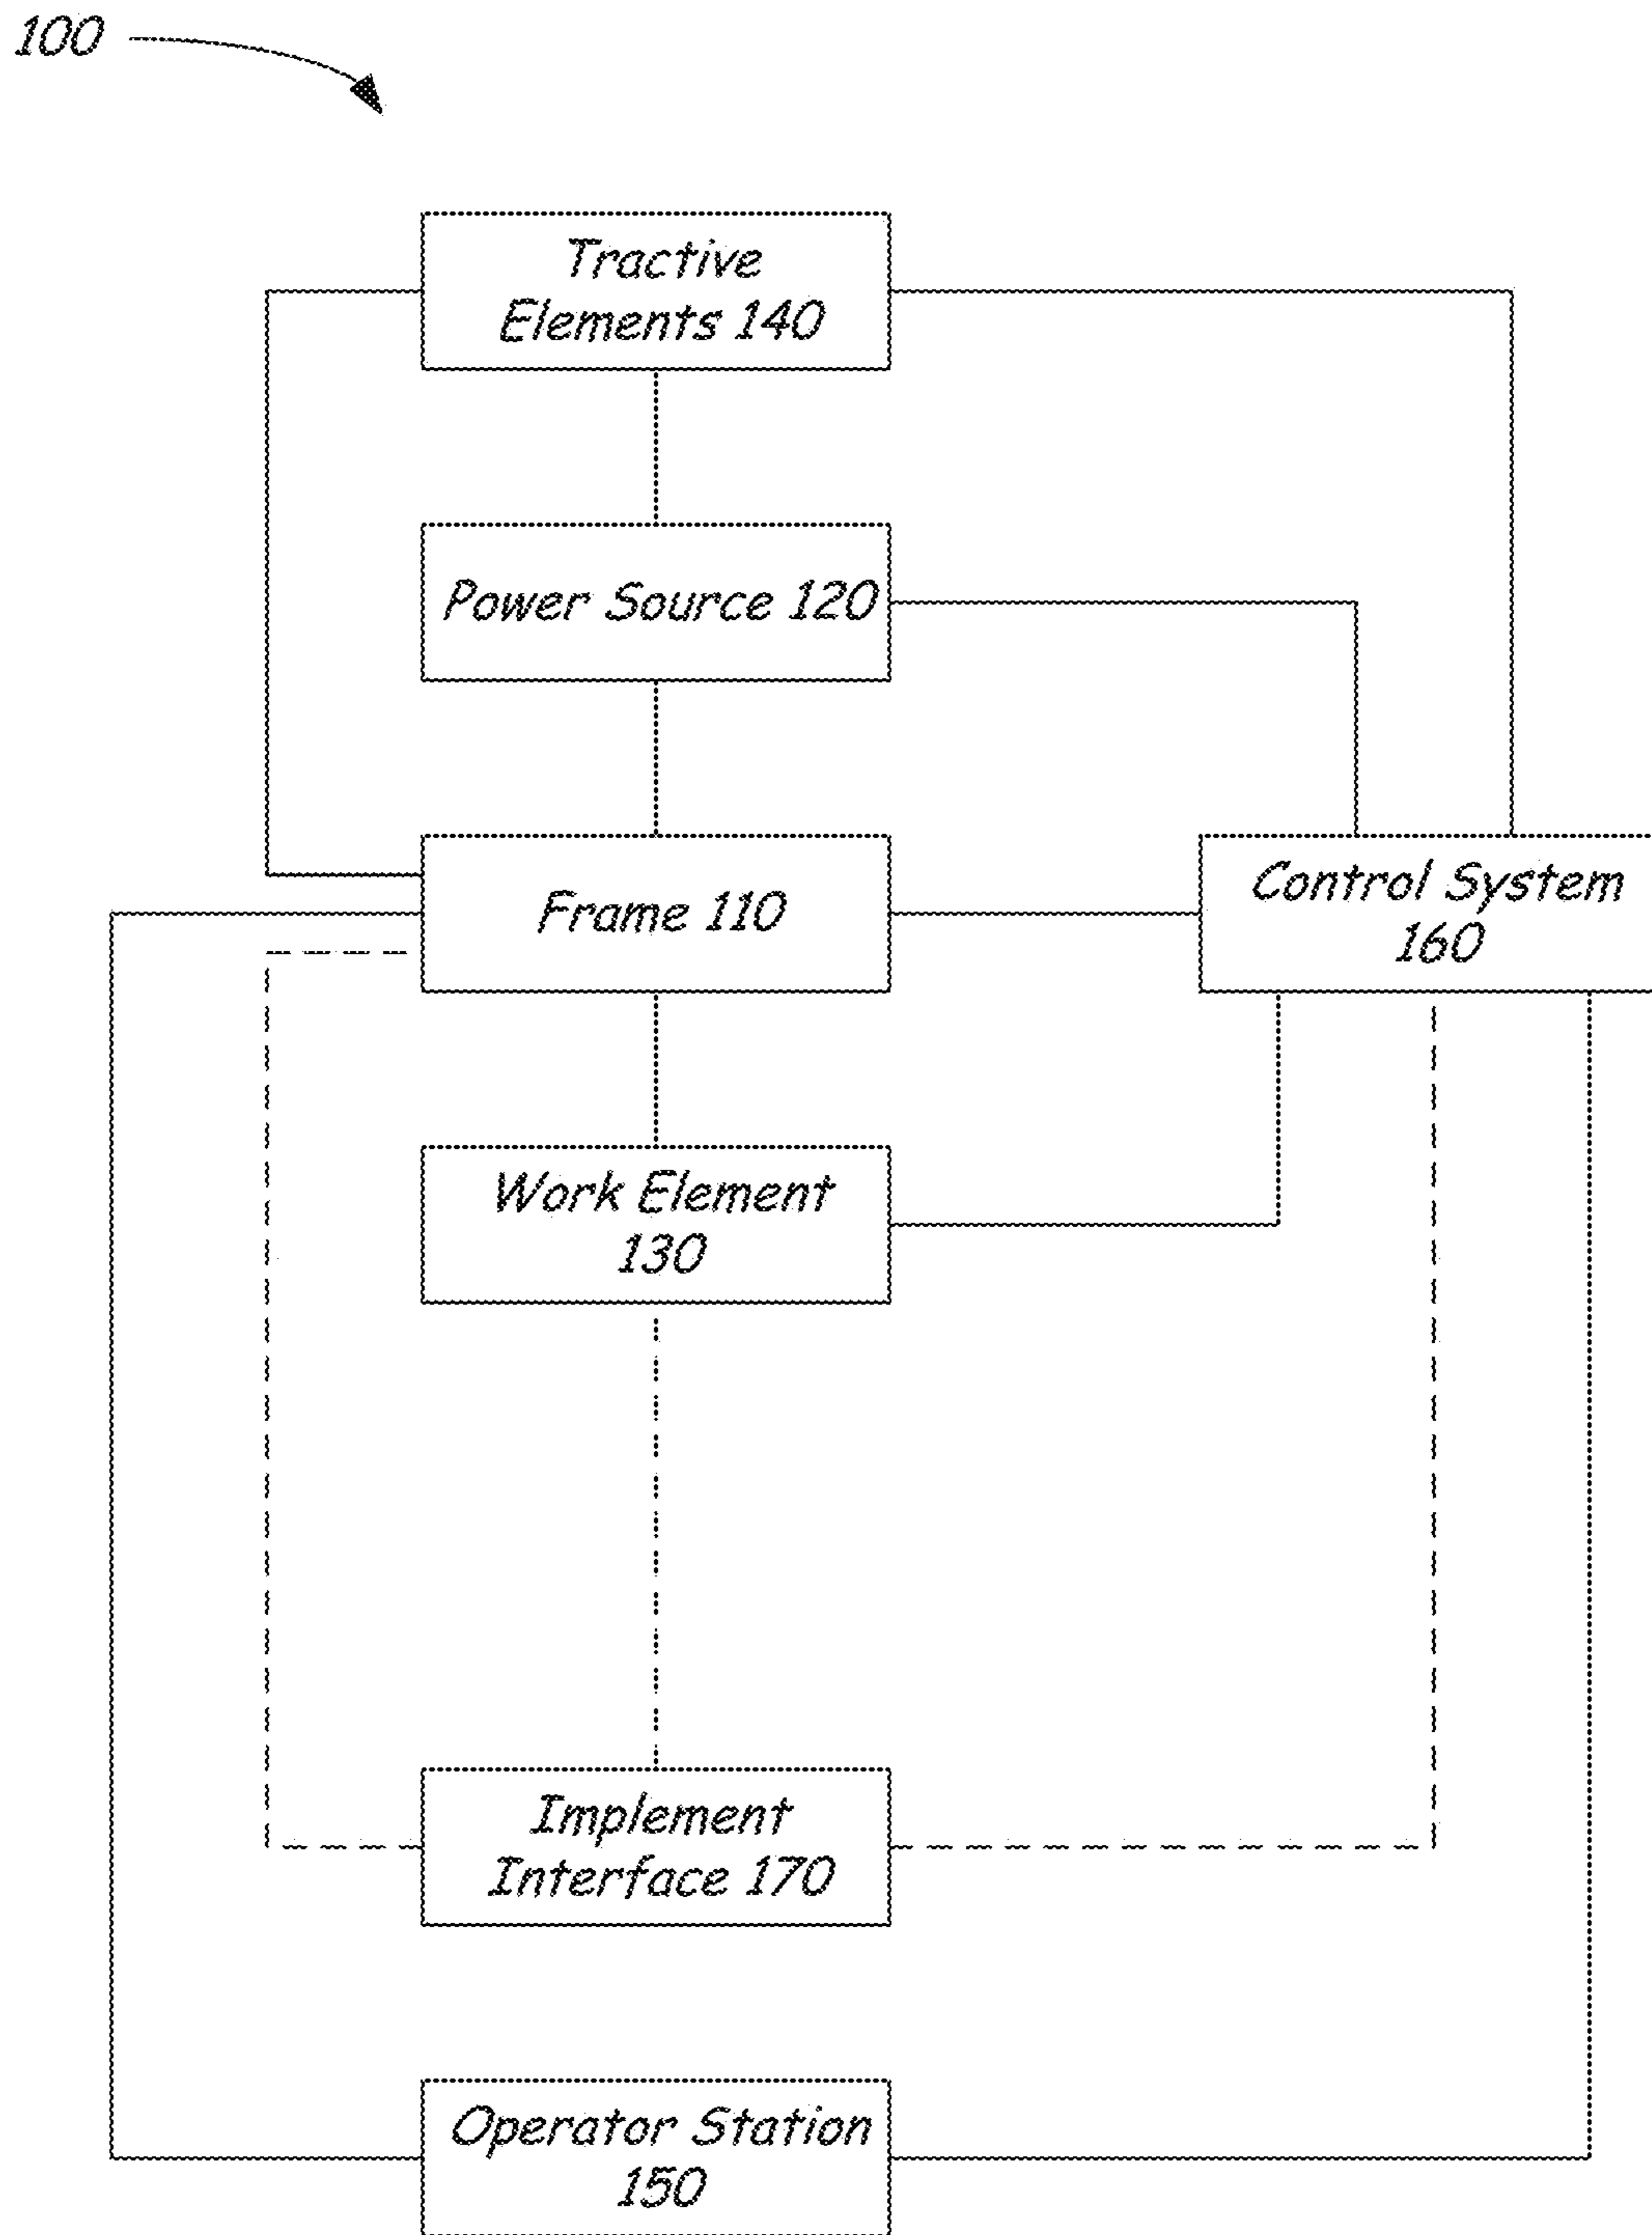 100
Tractive
Elements 140
Power Source 120
Frame 110
Control System
160
Work Element
130
Implement
Interface 170
Operator Station
150